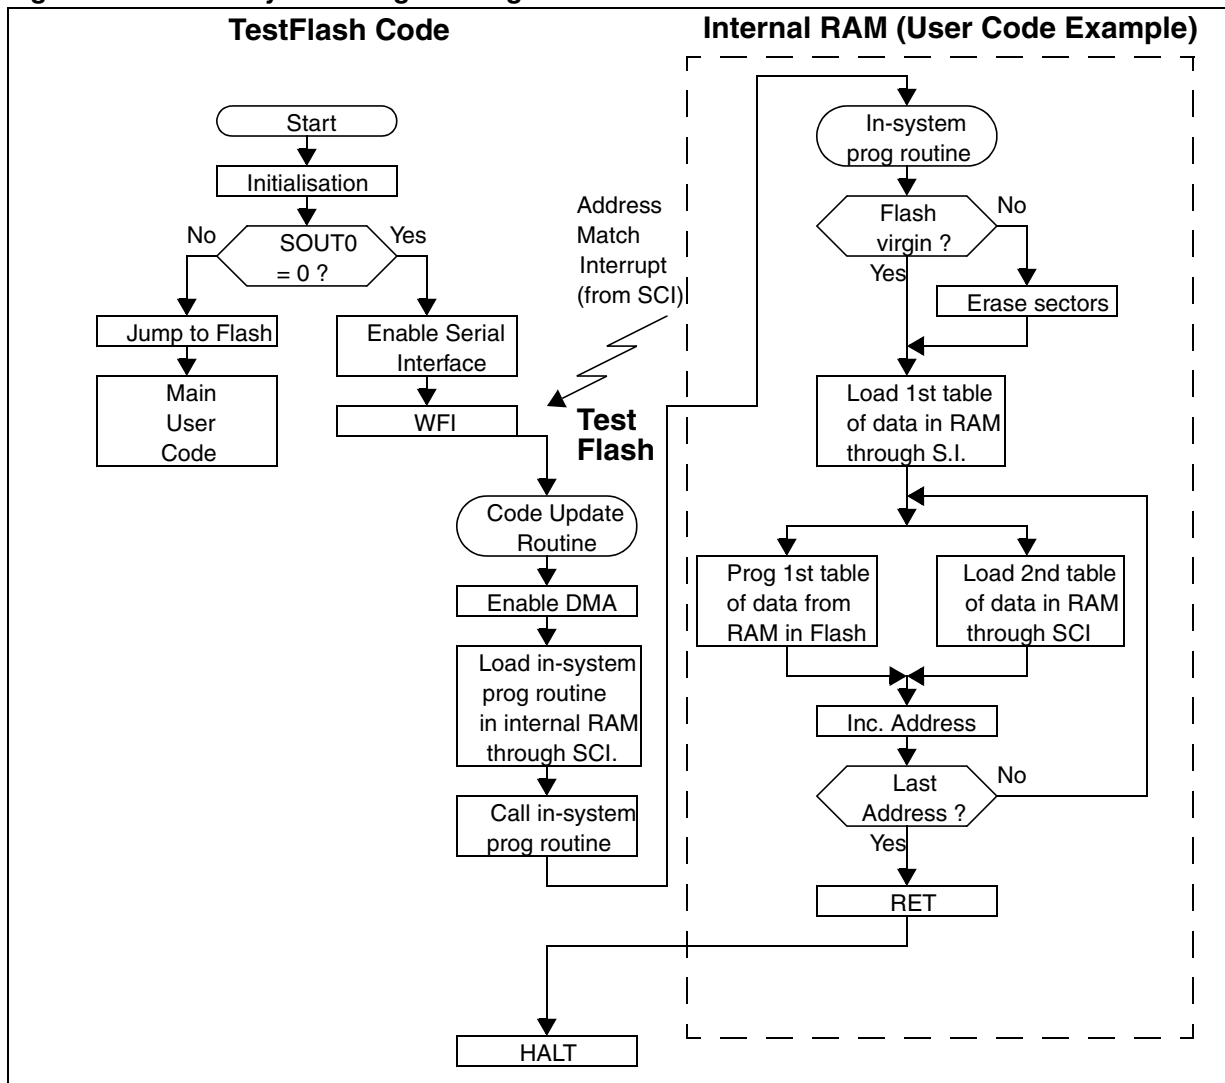 TestFlash Code
Internal RAM (User Code Example)
Start
Initialisation
No
SOUT0
= 0 ?
Yes
Jump to Flash
Main
User
Code
Enable Serial
Interface
WFI
Address
Match
Interrupt
(from SCI)
Test
Flash
Code Update
Routine
Enable DMA
Load in-system
prog routine
in internal RAM
through SCI.
Call in-system
prog routine
HALT
In-system
prog routine
Flash
virgin ?
No
Yes
Erase sectors
Load 1st table
of data in RAM
through S.I.
Prog 1st table
of data from
RAM in Flash
Load 2nd table
of data in RAM
through SCI
Inc. Address
Last
Address ?
No
Yes
RET